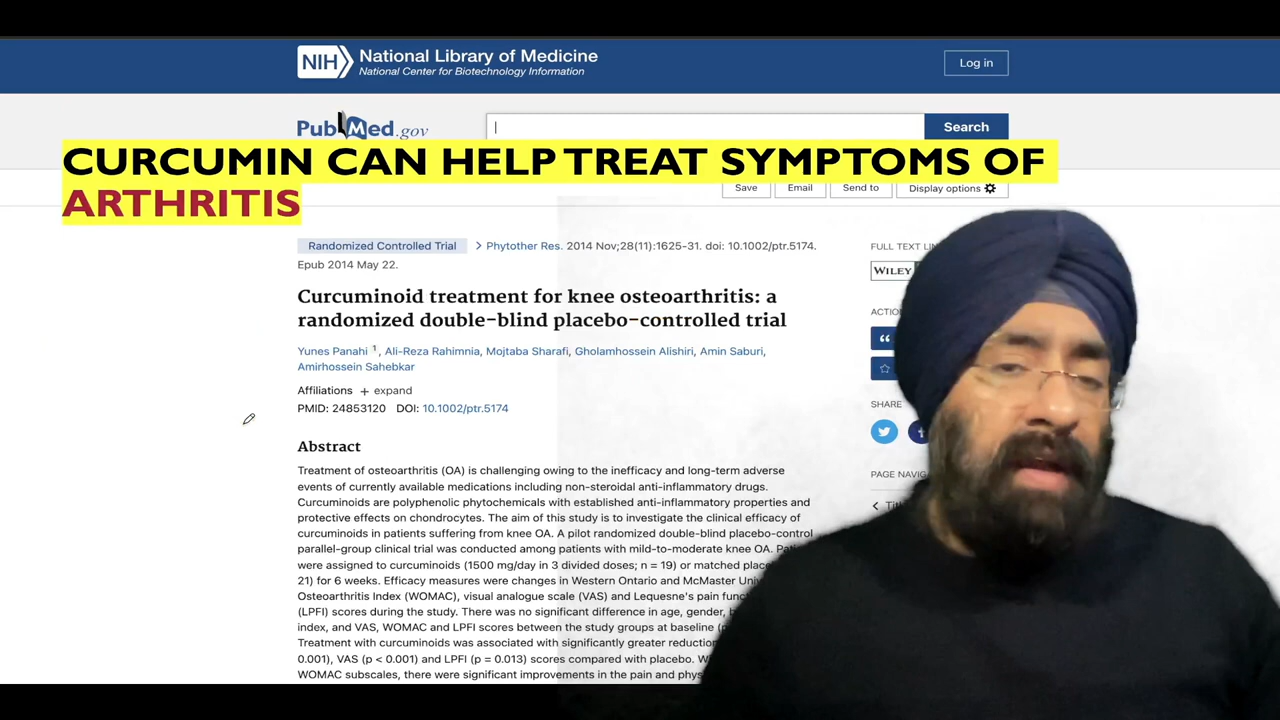 NIH National Library of Medicine
National Center for Biotechnology Information
Log in
PubMed.gov
Search
CURCUMIN CAN HELP TREAT SYMPTOMS OF
ARTHRITIS
Save Email Send to Display options
Randomized Controlled Trial > Phytother Res. 2014 Nov;28(11):1625-31. doi: 10.1002/ptr.5174.
Epub 2014 May 22.
Curcuminoid treatment for knee osteoarthritis: a
randomized double-blind placebo-controlled trial
Yunes Panahi 1, Ali-Reza Rahimnia, Mojtaba Sharafi, Gholamhossein Alishiri, Amin Saburi,
Amirhossein Sahebkar
Affiliations + expand
PMID: 24853120 DOI: 10.1002/ptr.5174
Abstract
Treatment of osteoarthritis (OA) is challenging owing to the inefficacy and long-term adverse
events of currently available medications including non-steroidal anti-inflammatory drugs.
Curcuminoids are polyphenolic phytochemicals with established anti-inflammatory properties and
protective effects on chondrocytes. The aim of this study is to investigate the clinical efficacy of
curcuminoids in patients suffering from knee OA. A pilot randomized double-blind placebo-control
parallel-group clinical trial was conducted among patients with mild-to-moderate knee OA.
were assigned to curcuminoids (1500 mg/day in 3 divided doses; n = 19) or matched
21) for 6 weeks. Efficacy measures were changes in Western Ontario and McMaster
Osteoarthritis Index (WOMAC), visual analogue scale (VAS) and Lequesne's pain
(LPFI) scores during the study. There was no significant difference in age, gender,
index, and VAS, WOMAC and LPFI scores between the study groups at baseline
Treatment with curcuminoids was associated with significantly greater
0.001), VAS (p < 0.001) and LPFI (p = 0.013) scores compared with placebo.
WOMAC subscales, there were significant improvements in the pain and
FULL TEXT
WILEY
SHARE
PAGE